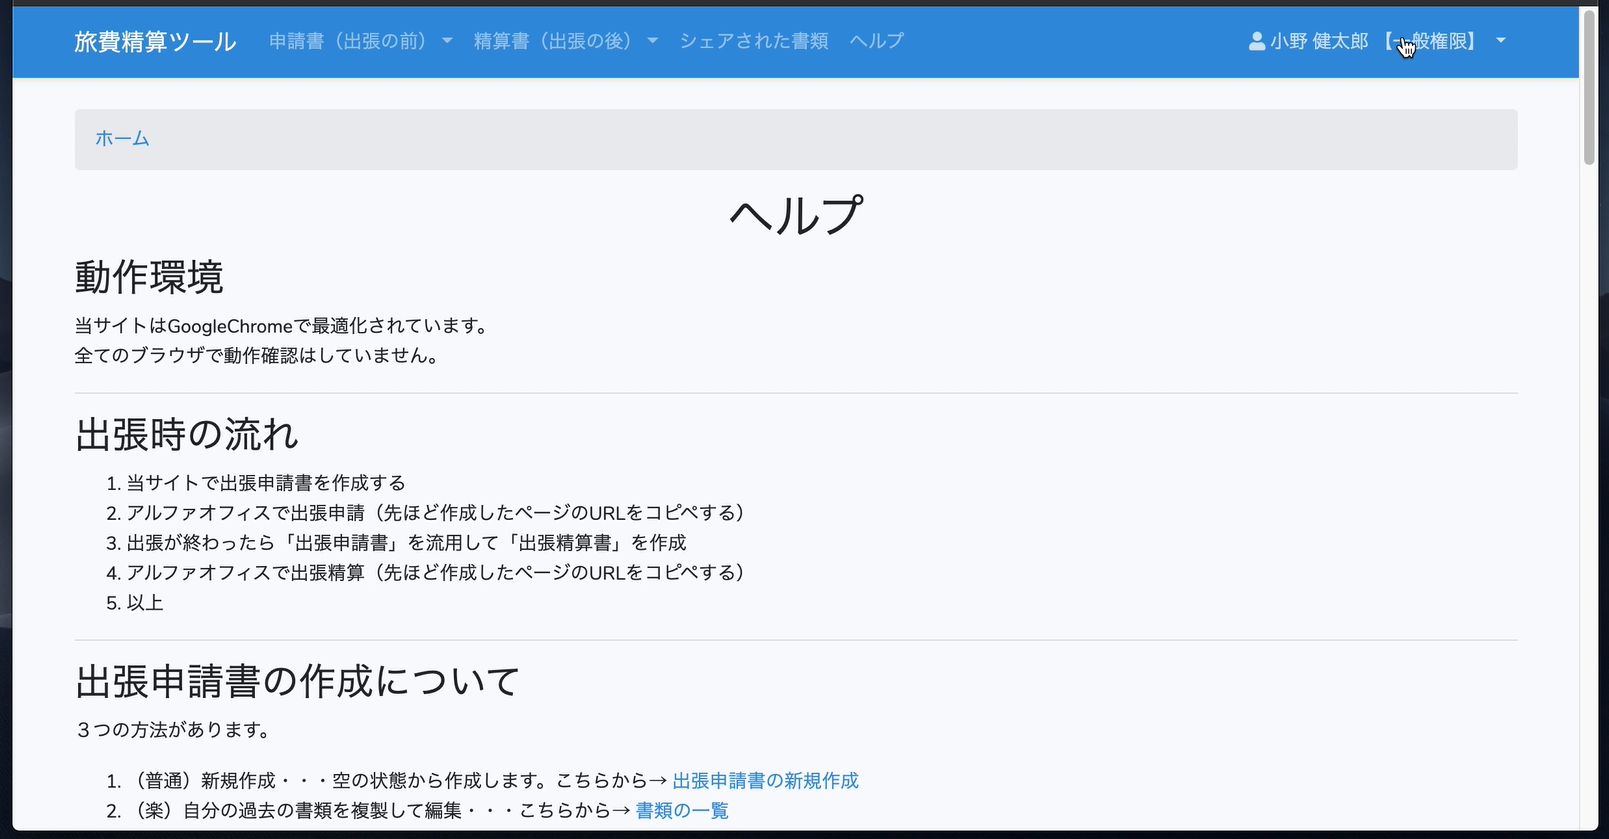 旅費精算ツール 申請書（出張の前） 精算書（出張の後） シェアされた書類 ヘルプ 小野 健太郎 【一般権限】
ホーム
ヘルプ
動作環境
当サイトはGoogleChromeで最適化されています。
全てのブラウザで動作確認はしていません。
出張時の流れ
1. 当サイトで出張申請書を作成する
2. アルファオフィスで出張申請（先ほど作成したページのURLをコピペする）
3. 出張が終わったら「出張申請書」を流用して「出張精算書」を作成
4. アルファオフィスで出張精算（先ほど作成したページのURLをコピペする）
5. 以上
出張申請書の作成について
３つの方法があります。
1. （普通）新規作成・・・空の状態から作成します。こちらから→ 出張申請書の新規作成
2. （楽）自分の過去の書類を複製して編集・・・こちらから→ 書類の一覧